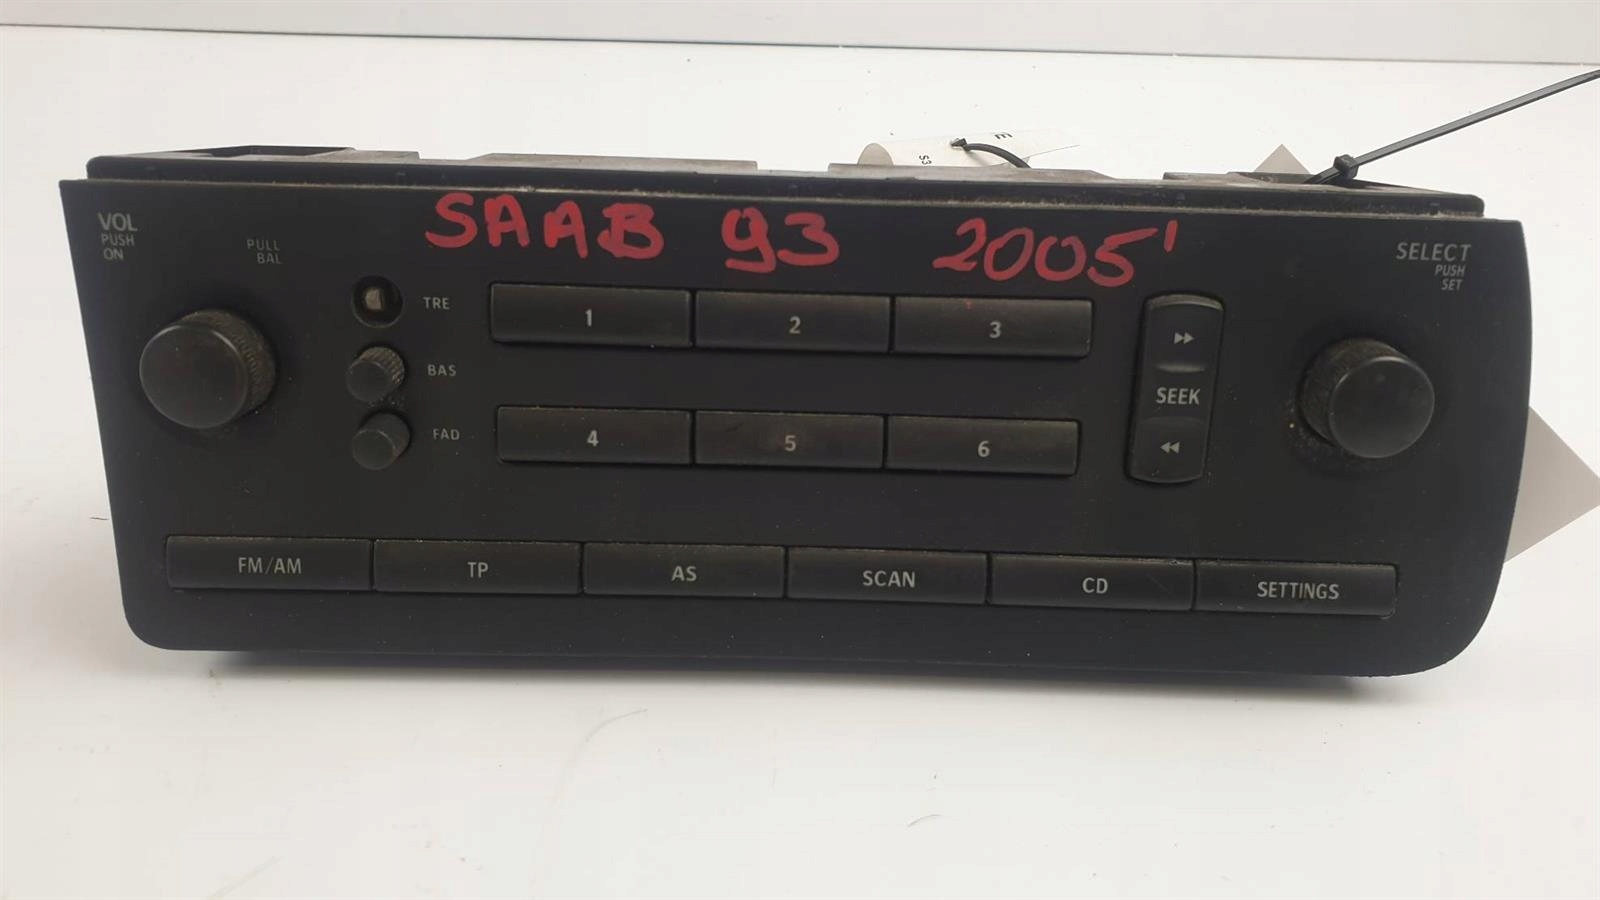 SAAB 93 2005'
VOL
PUSH
ON
PULL
BAL
TRE
BAS
FAD
1 2 3
4 5 6
SEEK
SELECT
PUSH
SET
FM/AM TP AS SCAN CD SETTINGS
E
53